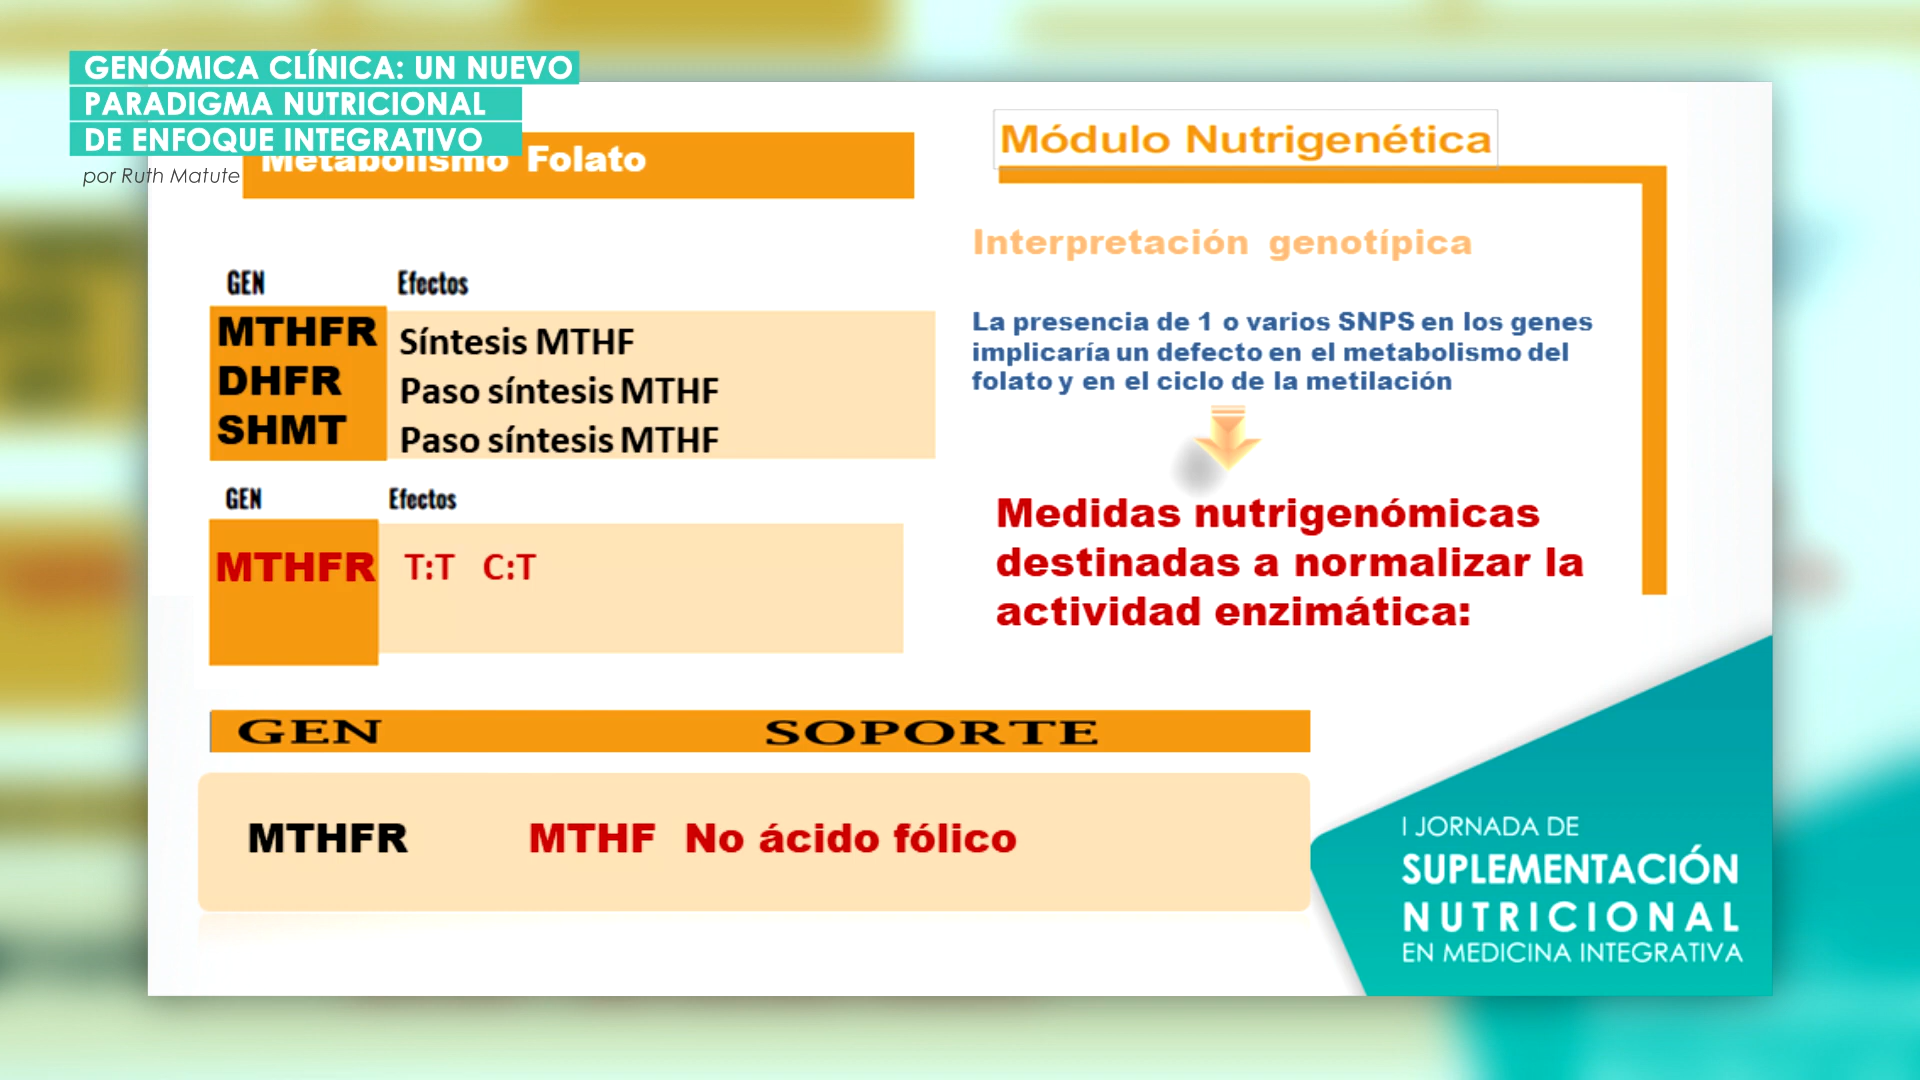 GENÓMICA CLÍNICA: UN NUEVO
PARADIGMA NUTRICIONAL
DE ENFOQUE INTEGRATIVO
por Ruth Matute
Metabolismo Folato
GEN Efectos
MTHFR Síntesis MTHF
DHFR Paso síntesis MTHF
SHMT Paso síntesis MTHF
GEN Efectos
MTHFR T:T C:T
Módulo Nutrigenética
Interpretación genotípica
La presencia de 1 o varios SNPS en los genes
implicaría un defecto en el metabolismo del
folato y en el ciclo de la metilación
Medidas nutrigenómicas
destinadas a normalizar la
actividad enzimática:
GEN SOPORTE
MTHFR MTHF No ácido fólico
I JORNADA DE
SUPLEMENTACIÓN
NUTRICIONAL
EN MEDICINA INTEGRATIVA